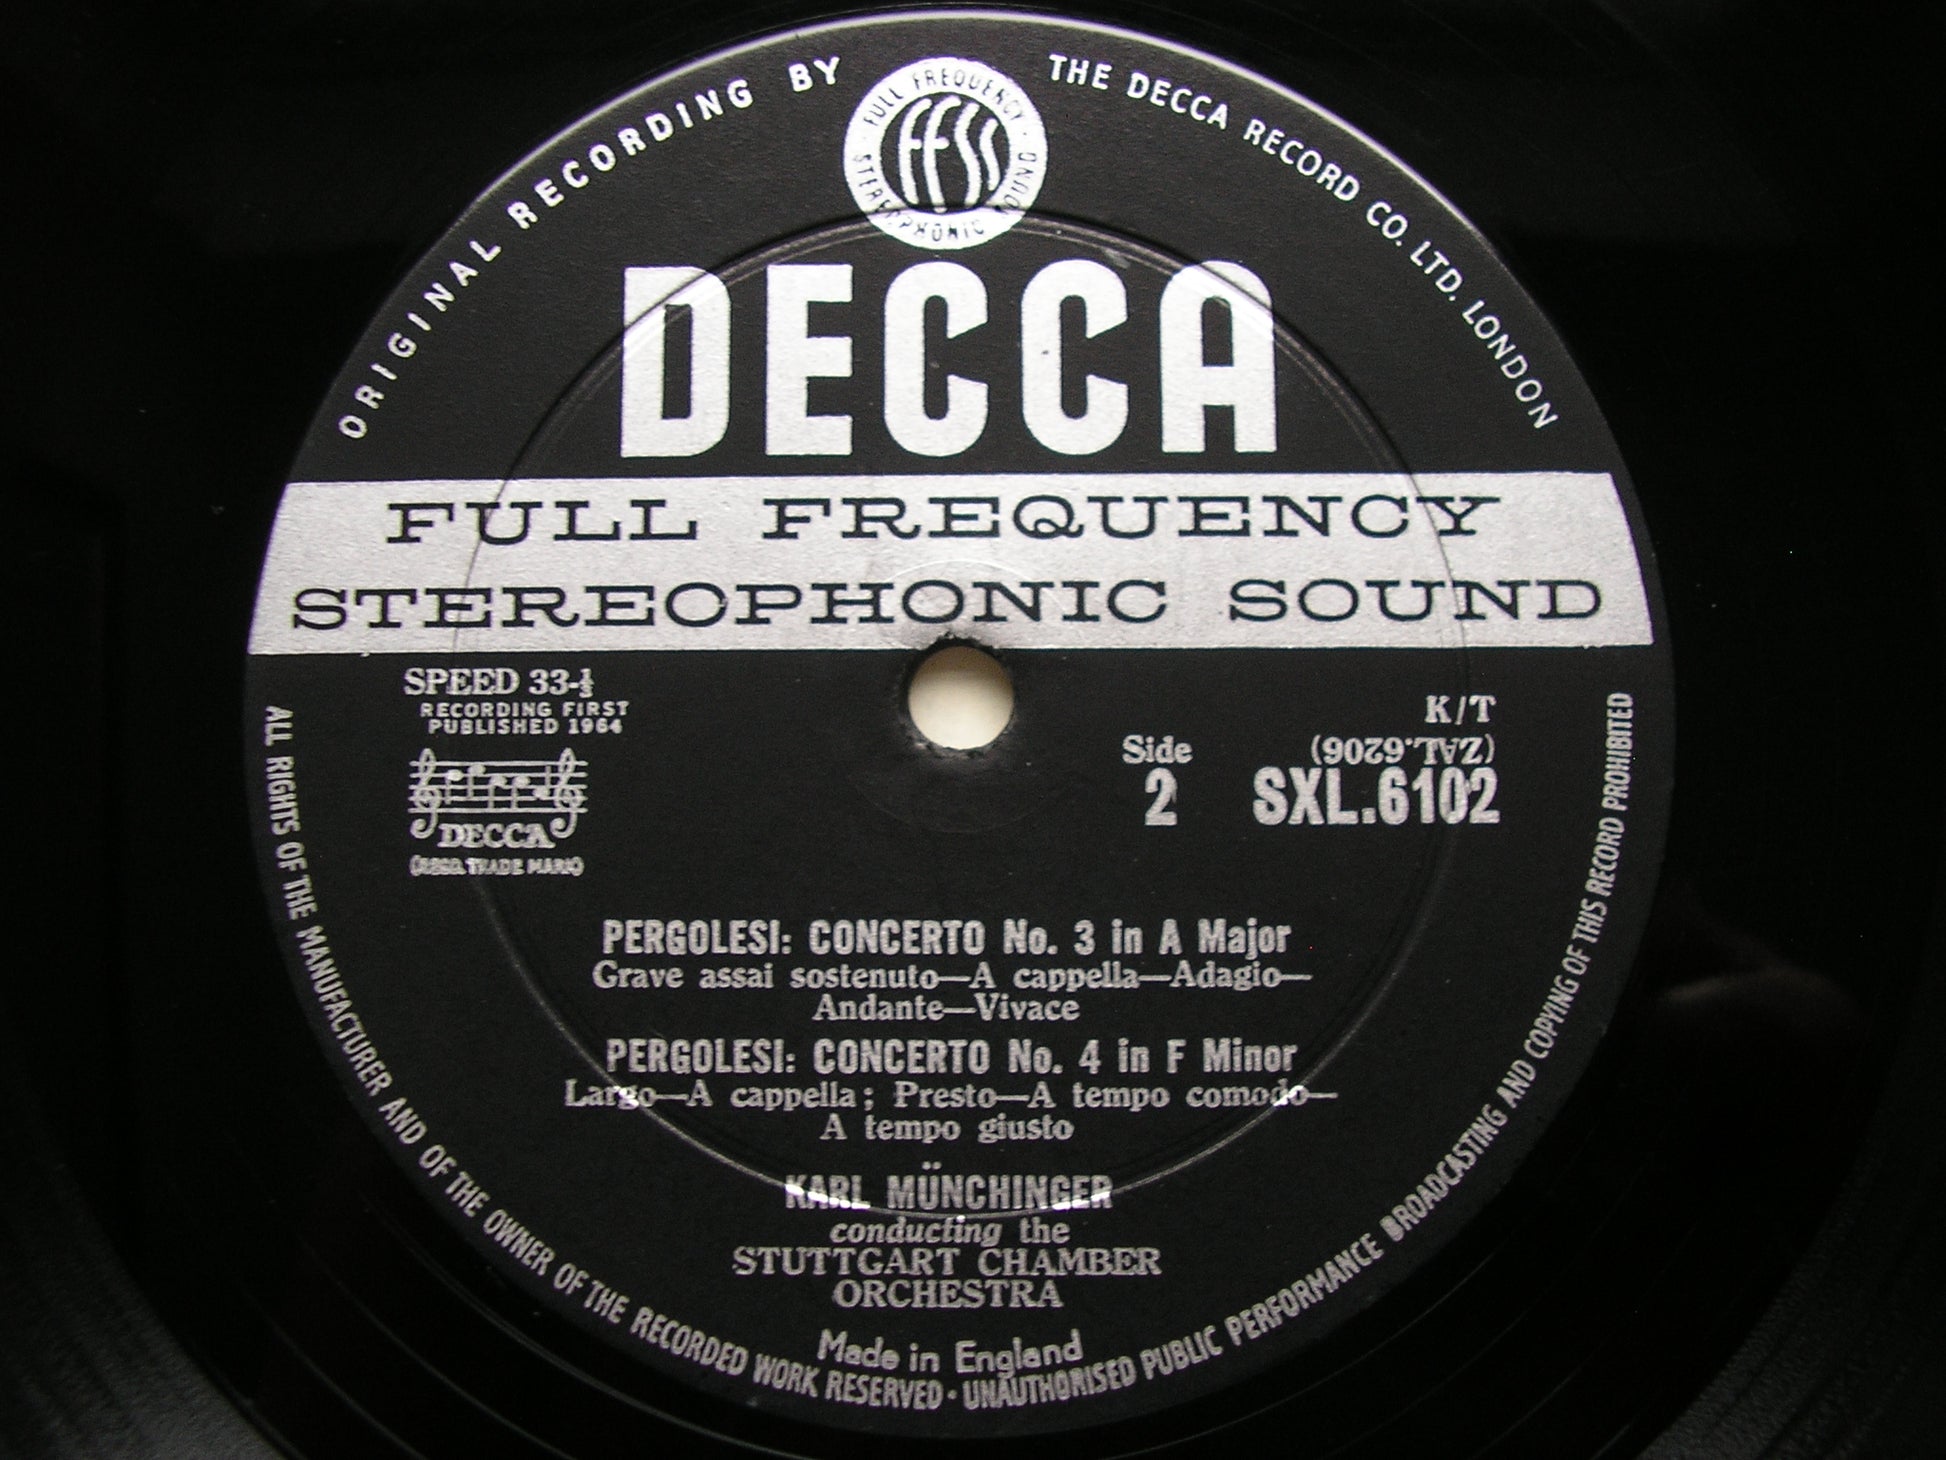 ORIGINAL RECORDING BY
THE DECCA RECORD CO. LTD. LONDON
FULL FREQUENCY
STEREOPHONIC SOUND
FFSS
DECCA
FULL FREQUENCY
STEREOPHONIC SOUND
SPEED 33-⅓
RECORDING FIRST
PUBLISHED 1964
DECCA
(REGD. TRADE MARK)
K/T
(ZAL.6206)
Side
2
SXL.6102
PERGOLESI: CONCERTO No. 3 in A Major
Grave assai sostenuto—A cappella—Adagio—
Andante—Vivace
PERGOLESI: CONCERTO No. 4 in F Minor
Largo—A cappella; Presto—A tempo comodo—
A tempo giusto
KARL MÜNCHINGER
conducting the
STUTTGART CHAMBER
ORCHESTRA
Made in England
ALL RIGHTS OF THE MANUFACTURER AND OF THE OWNER OF THE RECORDED WORK RESERVED · UNAUTHORISED PUBLIC PERFORMANCE BROADCASTING AND COPYING OF THIS RECORD PROHIBITED